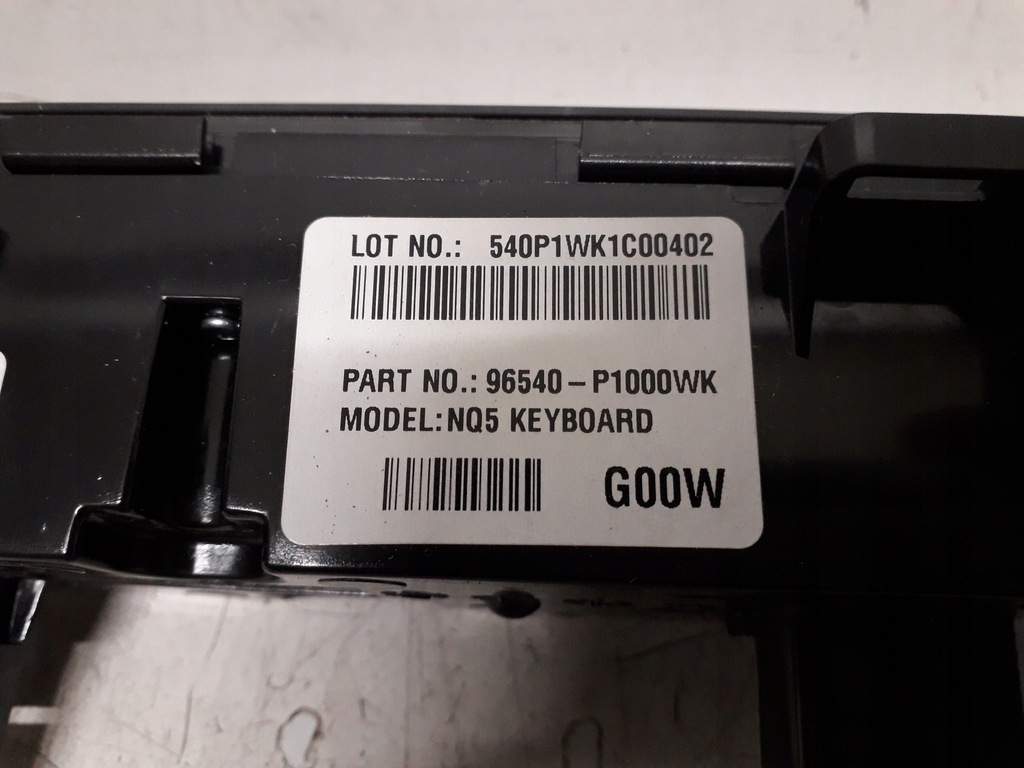 LOT NO.: 540P1WK1C00402
PART NO.: 96540-P1000WK
MODEL: NQ5 KEYBOARD
G00W